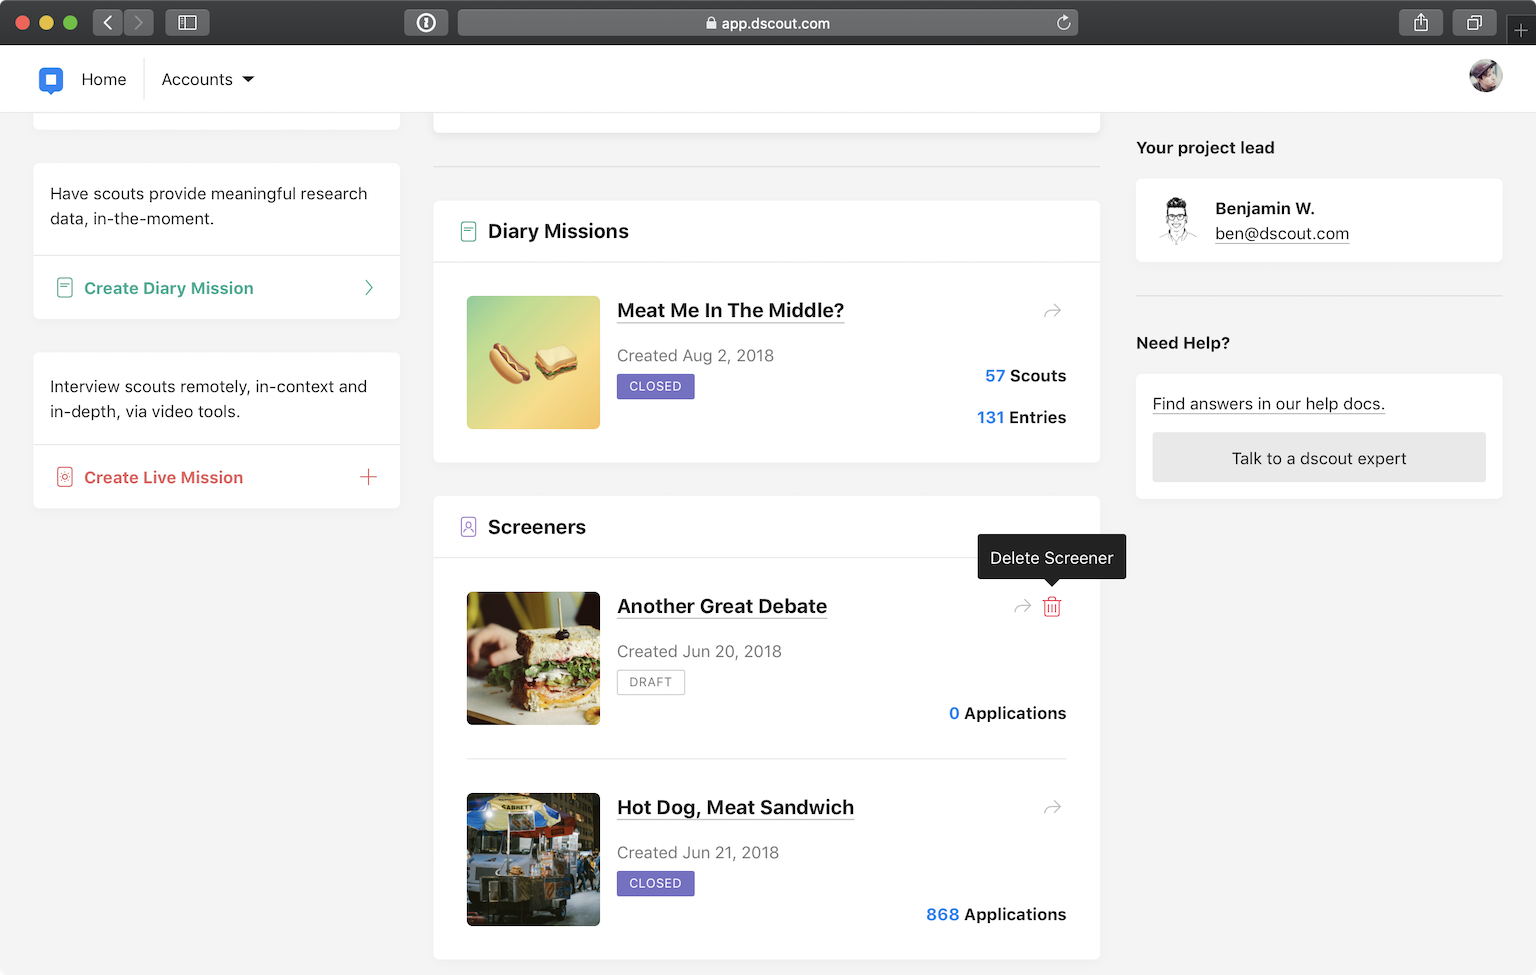 app.dscout.com
Home
Accounts
Have scouts provide meaningful research
data, in-the-moment.
Create Diary Mission
Interview scouts remotely, in-context and
in-depth, via video tools.
Create Live Mission
Diary Missions
Meat Me In The Middle?
Created Aug 2, 2018
CLOSED
57 Scouts
131 Entries
Screeners
Delete Screener
Another Great Debate
Created Jun 20, 2018
DRAFT
0 Applications
SABRETT
Hot Dog, Meat Sandwich
Created Jun 21, 2018
CLOSED
868 Applications
Your project lead
Benjamin W.
ben@dscout.com
Need Help?
Find answers in our help docs.
Talk to a dscout expert